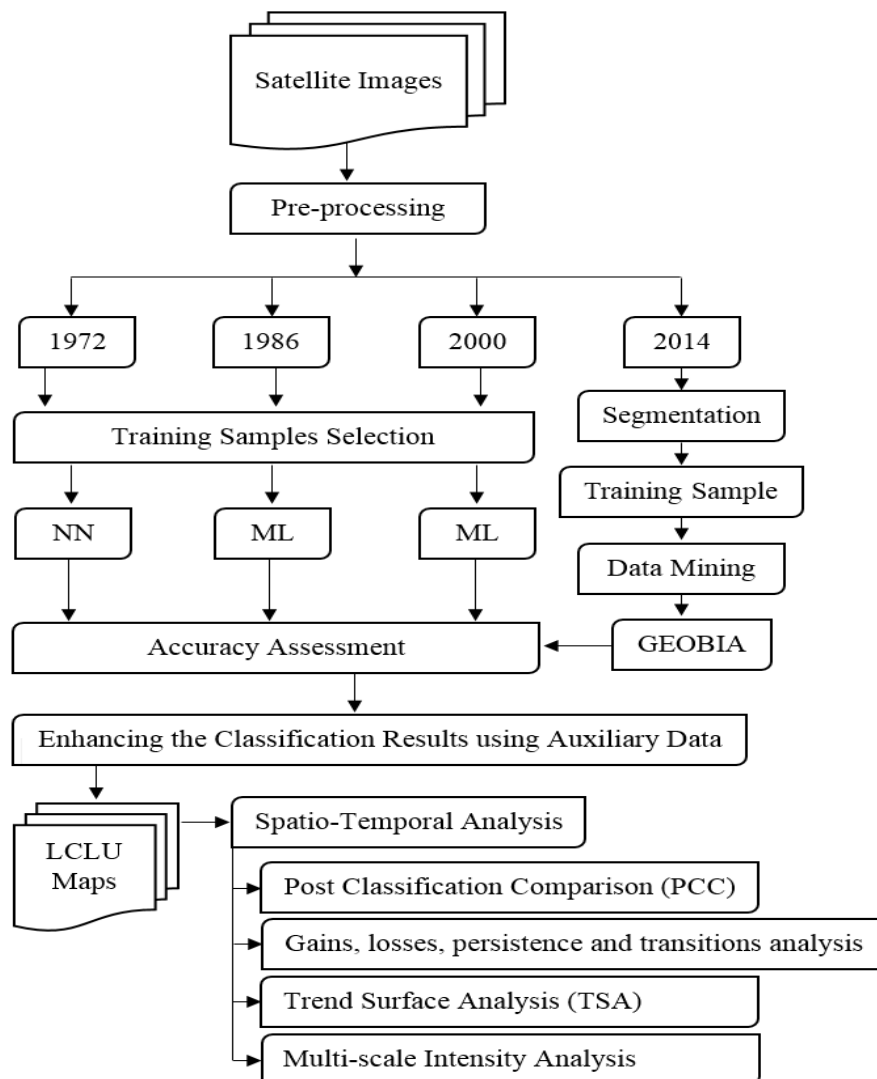 Satellite Images
Pre-processing
1972
1986
2000
2014
Segmentation
Training Samples Selection
Training Sample
NN
ML
ML
Data Mining
Accuracy Assessment
GEOBIA
Enhancing the Classification Results using Auxiliary Data
LCLU
Maps
Spatio-Temporal Analysis
Post Classification Comparison (PCC)
Gains, losses, persistence and transitions analysis
Trend Surface Analysis (TSA)
Multi-scale Intensity Analysis